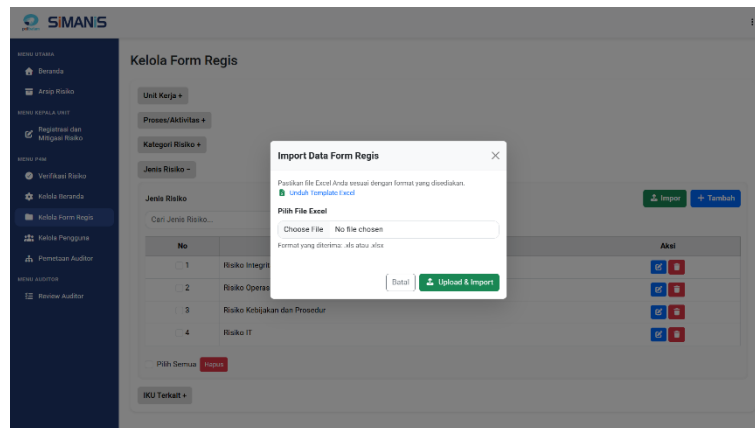 SIMANIS
MENU UTAMA
Beranda
Arsip Risiko
MENU KEPALA UNIT
Registrasi dan
Mitigasi Risiko
MENU P4M
Verifikasi Risiko
Kelola Beranda
Kelola Form Regis
Kelola Pengguna
Pemetaan Auditor
MENU AUDITOR
Review Auditor
Kelola Form Regis
Unit Kerja +
Proses/Aktivitas +
Kategori Risiko +
Jenis Risiko -
Jenis Risiko
Impor
+ Tambah
Cari Jenis Risiko...
No
Aksi
1
Risiko Integrit
2
Risiko Operas
3
Risiko Kebijakan dan Prosedur
4
Risiko IT
Pilih Semua
Hapus
IKU Terkait +
Import Data Form Regis
Pastikan file Excel Anda sesuai dengan format yang disediakan.
Unduh Template Excel
Pilih File Excel
Choose File No file chosen
Format yang diterima: .xls atau .xlsx
Batal
Upload & Import